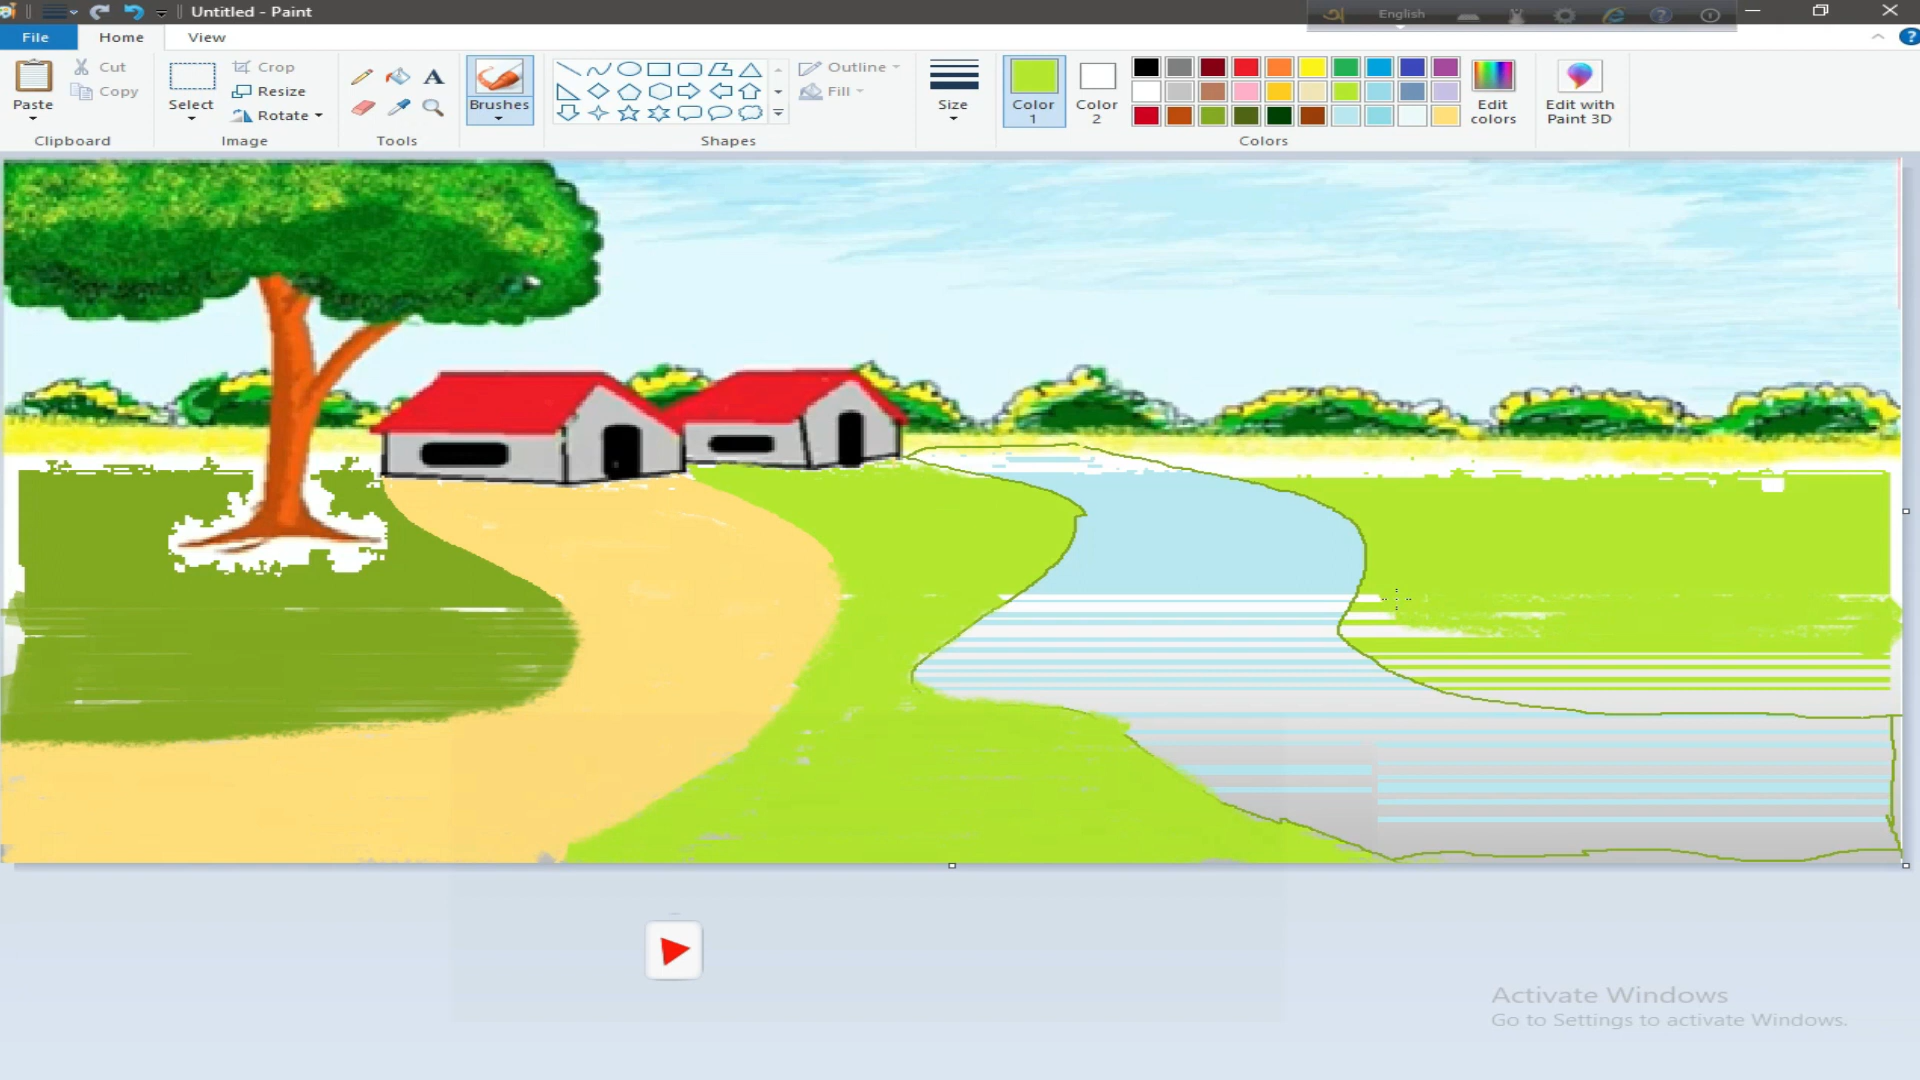 Untitled - Paint
English
File
Home
View
Paste
Cut
Copy
Clipboard
Select
Crop
Resize
Rotate
Image
A
Tools
Brushes
Outline
Fill
Shapes
Size
Color
1
Color
2
Edit
colors
Edit with
Paint 3D
Colors
Activate Windows
Go to Settings to activate Windows.